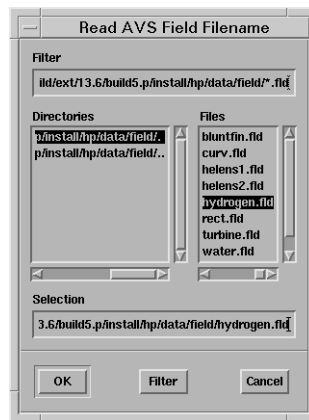 Read AVS Field Filename
Filter
ild/ext/13.6/build5.p/install/hp/data/field/*.fld
Directories
Files
p/install/hp/data/field/.
p/install/hp/data/field/..
bluntfin.fld
curv.fld
helens1.fld
helens2.fld
hydrogen.fld
rect.fld
turbine.fld
water.fld
Selection
3.6/build5.p/install/hp/data/field/hydrogen.fld
OK
Filter
Cancel